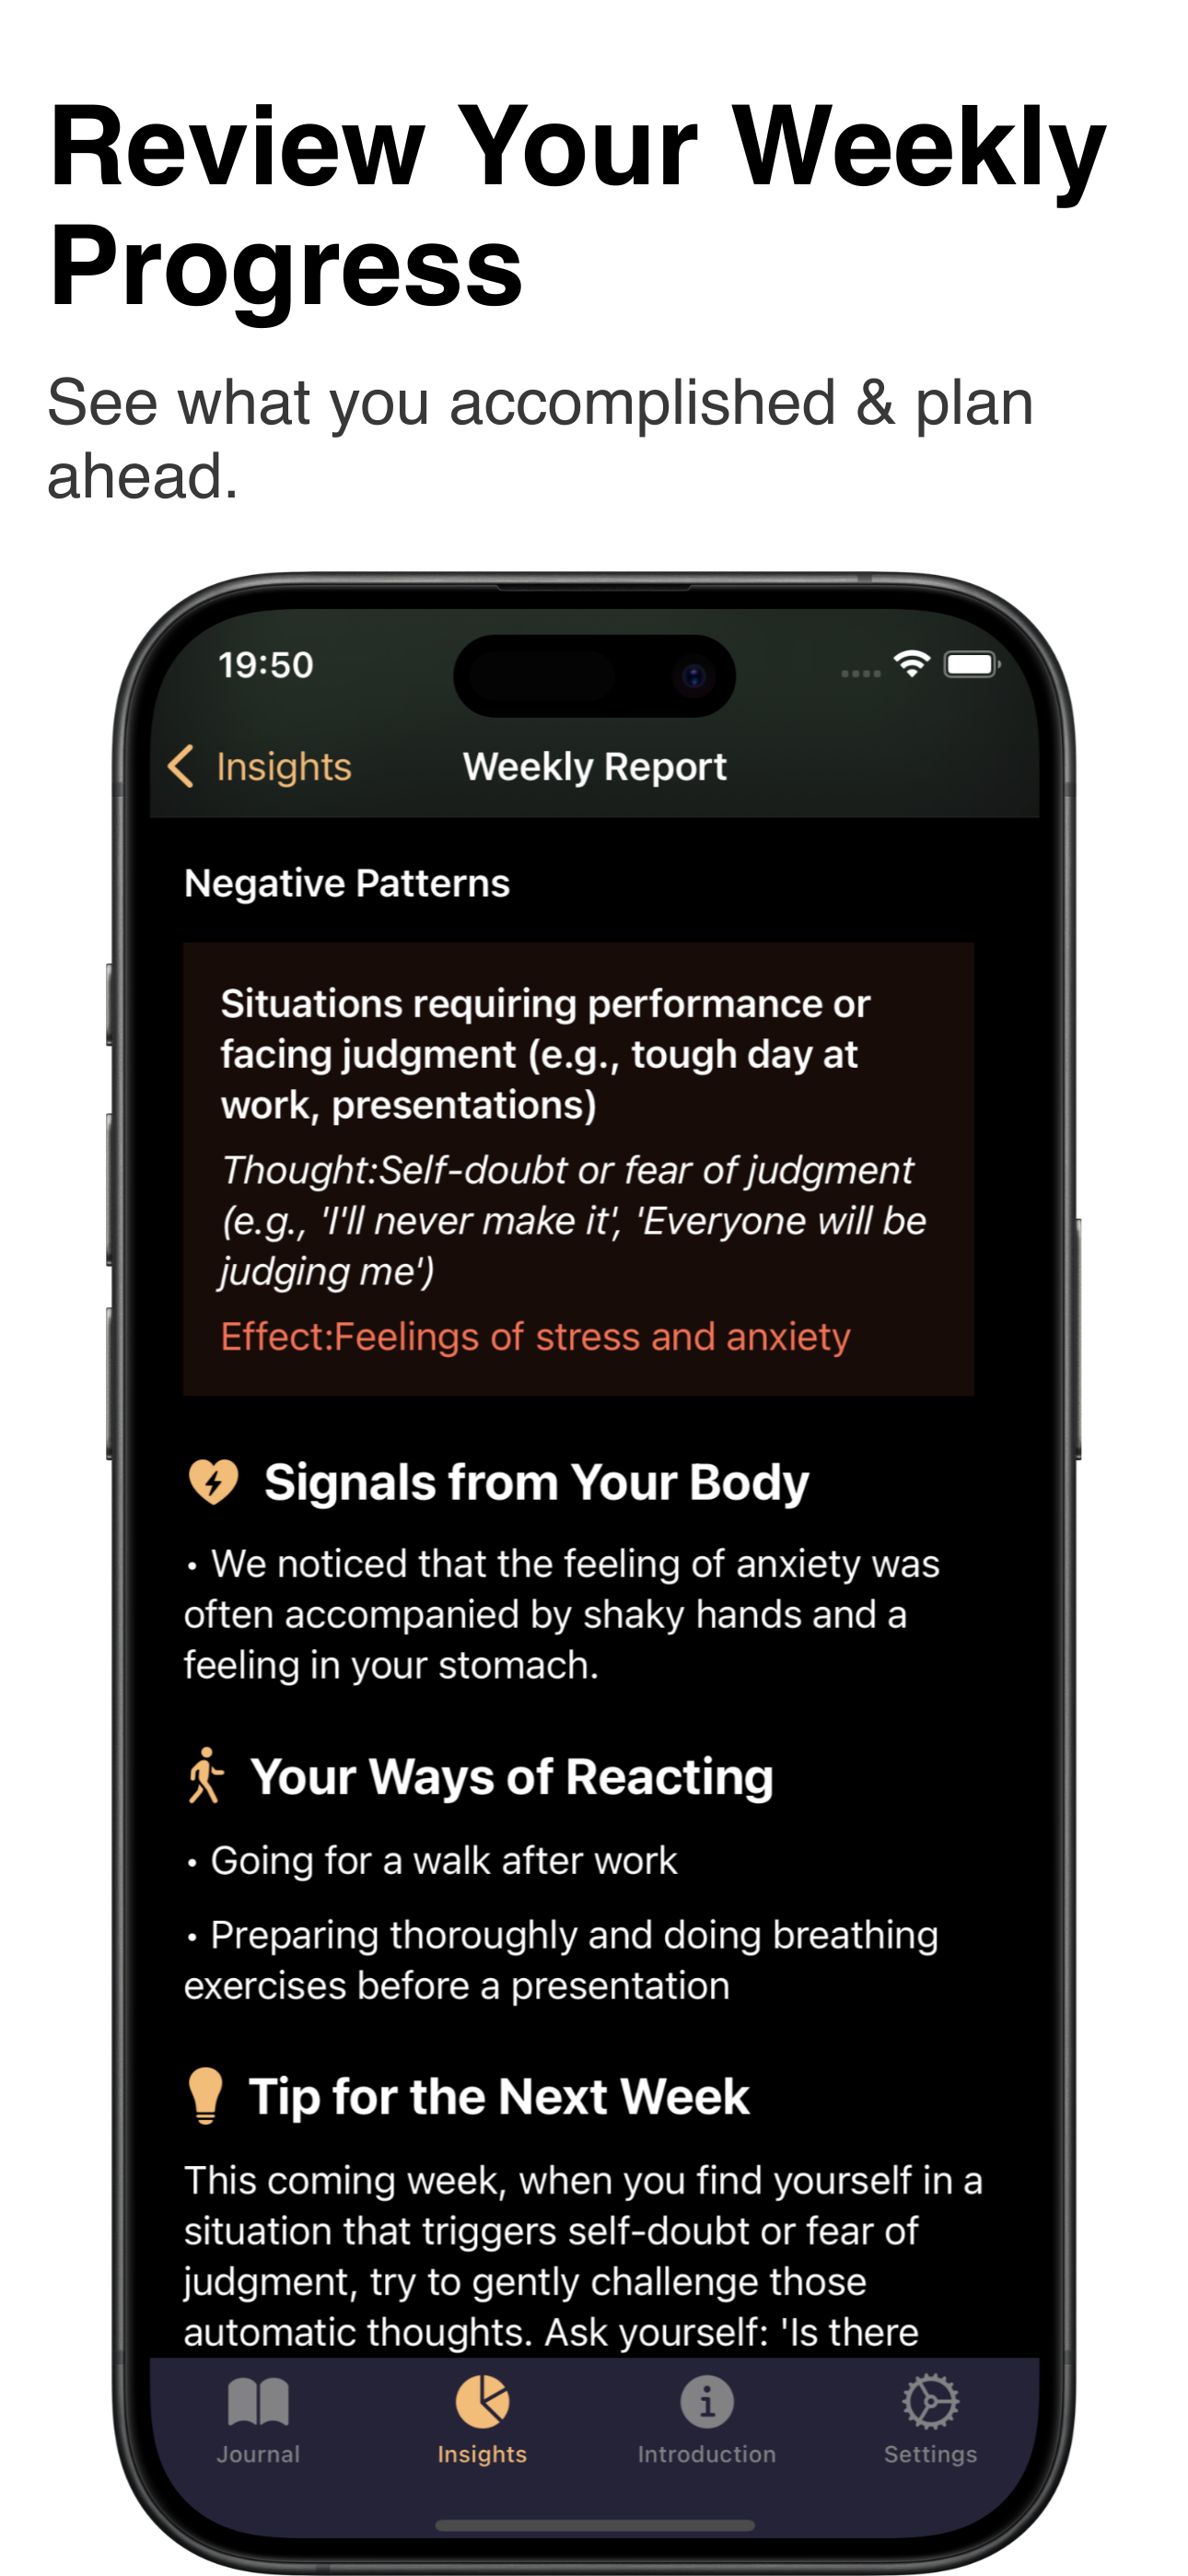 Review Your Weekly
Progress
See what you accomplished & plan
ahead.
19:50
Insights
Weekly Report
Negative Patterns
Situations requiring performance or
facing judgment (e.g., tough day at
work, presentations)
Thought:Self-doubt or fear of judgment
(e.g., 'I'll never make it', 'Everyone will be
judging me')
Effect:Feelings of stress and anxiety
Signals from Your Body
• We noticed that the feeling of anxiety was
often accompanied by shaky hands and a
feeling in your stomach.
Your Ways of Reacting
• Going for a walk after work
• Preparing thoroughly and doing breathing
exercises before a presentation
Tip for the Next Week
This coming week, when you find yourself in a
situation that triggers self-doubt or fear of
judgment, try to gently challenge those
automatic thoughts. Ask yourself: 'Is there
Journal
Insights
Introduction
Settings